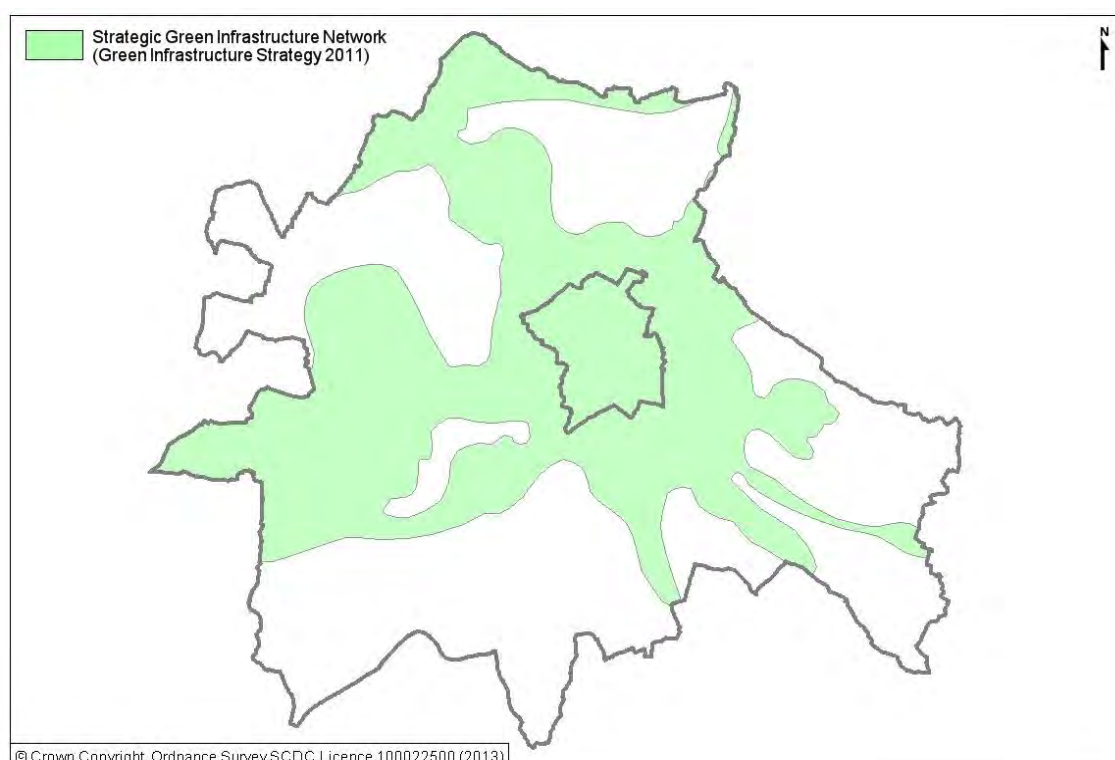 Strategic Green Infrastructure Network
(Green Infrastructure Strategy 2011)
N
© Crown Copyright. Ordnance Survey SCDC Licence 100022500 (2013)